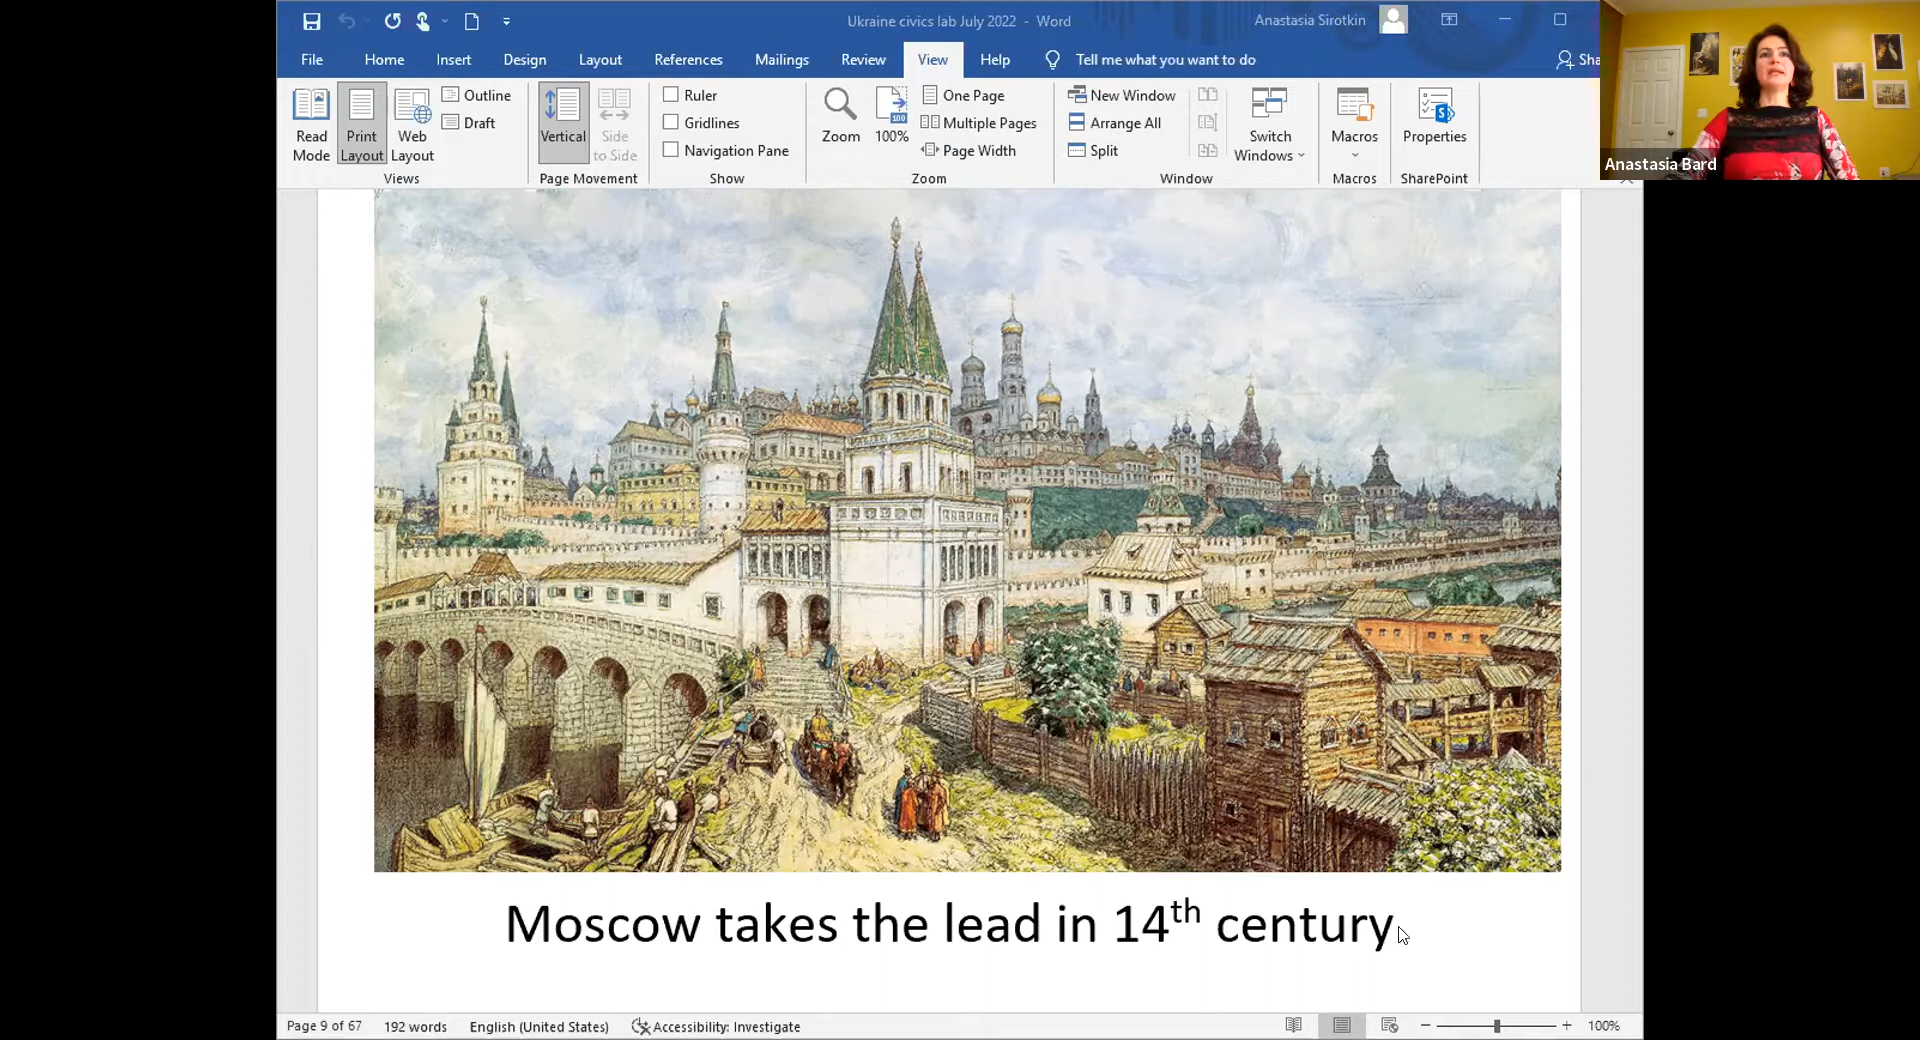 Ukraine civics lab July 2022 - Word
Anastasia Sirotkin
File Home Insert Design Layout References Mailings Review View Help Tell me what you want to do Sha
Read Mode
Print Layout
Web Layout
Outline
Draft
Views
Vertical
Side to Side
Page Movement
Ruler
Gridlines
Navigation Pane
Show
Zoom
100
100%
One Page
Multiple Pages
Page Width
Zoom
New Window
Arrange All
Split
Switch Windows
Window
Macros
Macros
Properties
SharePoint
Anastasia Bard
Moscow takes the lead in 14th century
Page 9 of 67 192 words English (United States) Accessibility: Investigate 100%